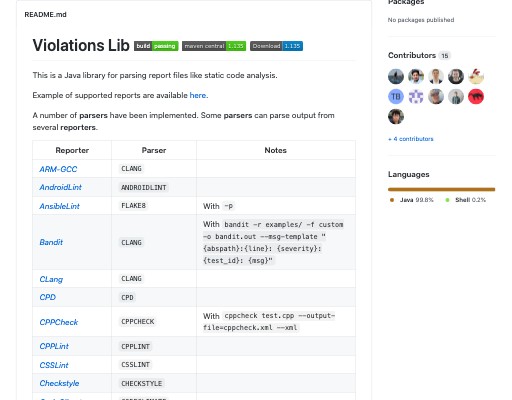 Packages
README.md
No packages published
Violations Lib build passing maven central 1.135 Download 1.135
Contributors 15
This is a Java library for parsing report files like static code analysis.
Example of supported reports are available here.
TB
A number of parsers have been implemented. Some parsers can parse output from
several reporters.
+ 4 contributors
Reporter Parser Notes
ARM-GCC CLANG
Languages
AndroidLint ANDROIDLINT
Java 99.8% Shell 0.2%
AnsibleLint FLAKE8 With -p
With bandit -r examples/ -f custom
-o bandit.out --msg-template "
Bandit CLANG
{abspath}:{line}: {severity}:
{test_id}: {msg}"
CLang CLANG
CPD CPD
With cppcheck test.cpp --output-
CPPCheck CPPCHECK
file=cppcheck.xml --xml
CPPLint CPPLINT
CSSLint CSSLINT
Checkstyle CHECKSTYLE